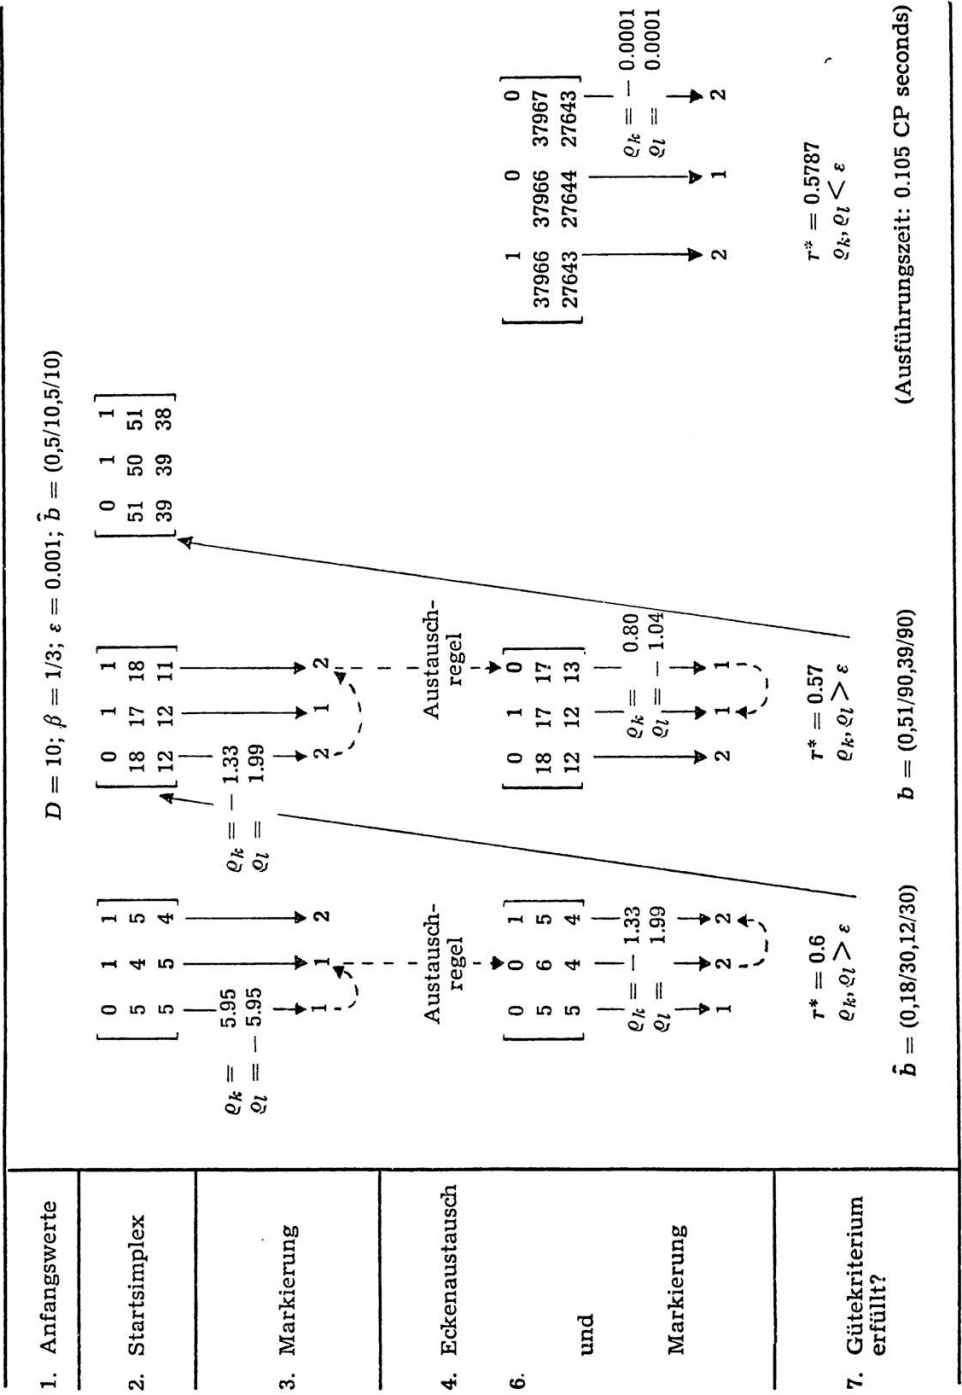 1. Anfangswerte
D = 10; β = 1/3; ε = 0.001; b̂ = (0,5/10,5/10)
2. Startsimplex
0 1 1
5 4 5
5 5 4
0 1 1
18 17 18
12 12 11
0 1 1
51 50 51
39 39 38
3. Markierung
ϱk = 5.95
ϱl = − 5.95
1 1 2
ϱk = − 1.33
ϱl = 1.99
2 1 2
4. Eckenaustausch
Austausch-
regel
Austausch-
regel
6.
0 0 1
5 6 5
5 4 4
0 1 0
18 17 17
12 12 13
1 0 0
37966 37966 37967
27643 27644 27643
und
Markierung
ϱk = − 1.33
ϱl = 1.99
1 2 2
ϱk = 0.80
ϱl = − 1.04
2 1 1
ϱk = − 0.0001
ϱl = 0.0001
2 1 2
7. Gütekriterium
erfüllt?
r* = 0.6
ϱk, ϱl > ε
r* = 0.57
ϱk, ϱl > ε
r* = 0.5787
ϱk, ϱl < ε
b̂ = (0,18/30,12/30)
b = (0,51/90,39/90)
(Ausführungszeit: 0.105 CP seconds)